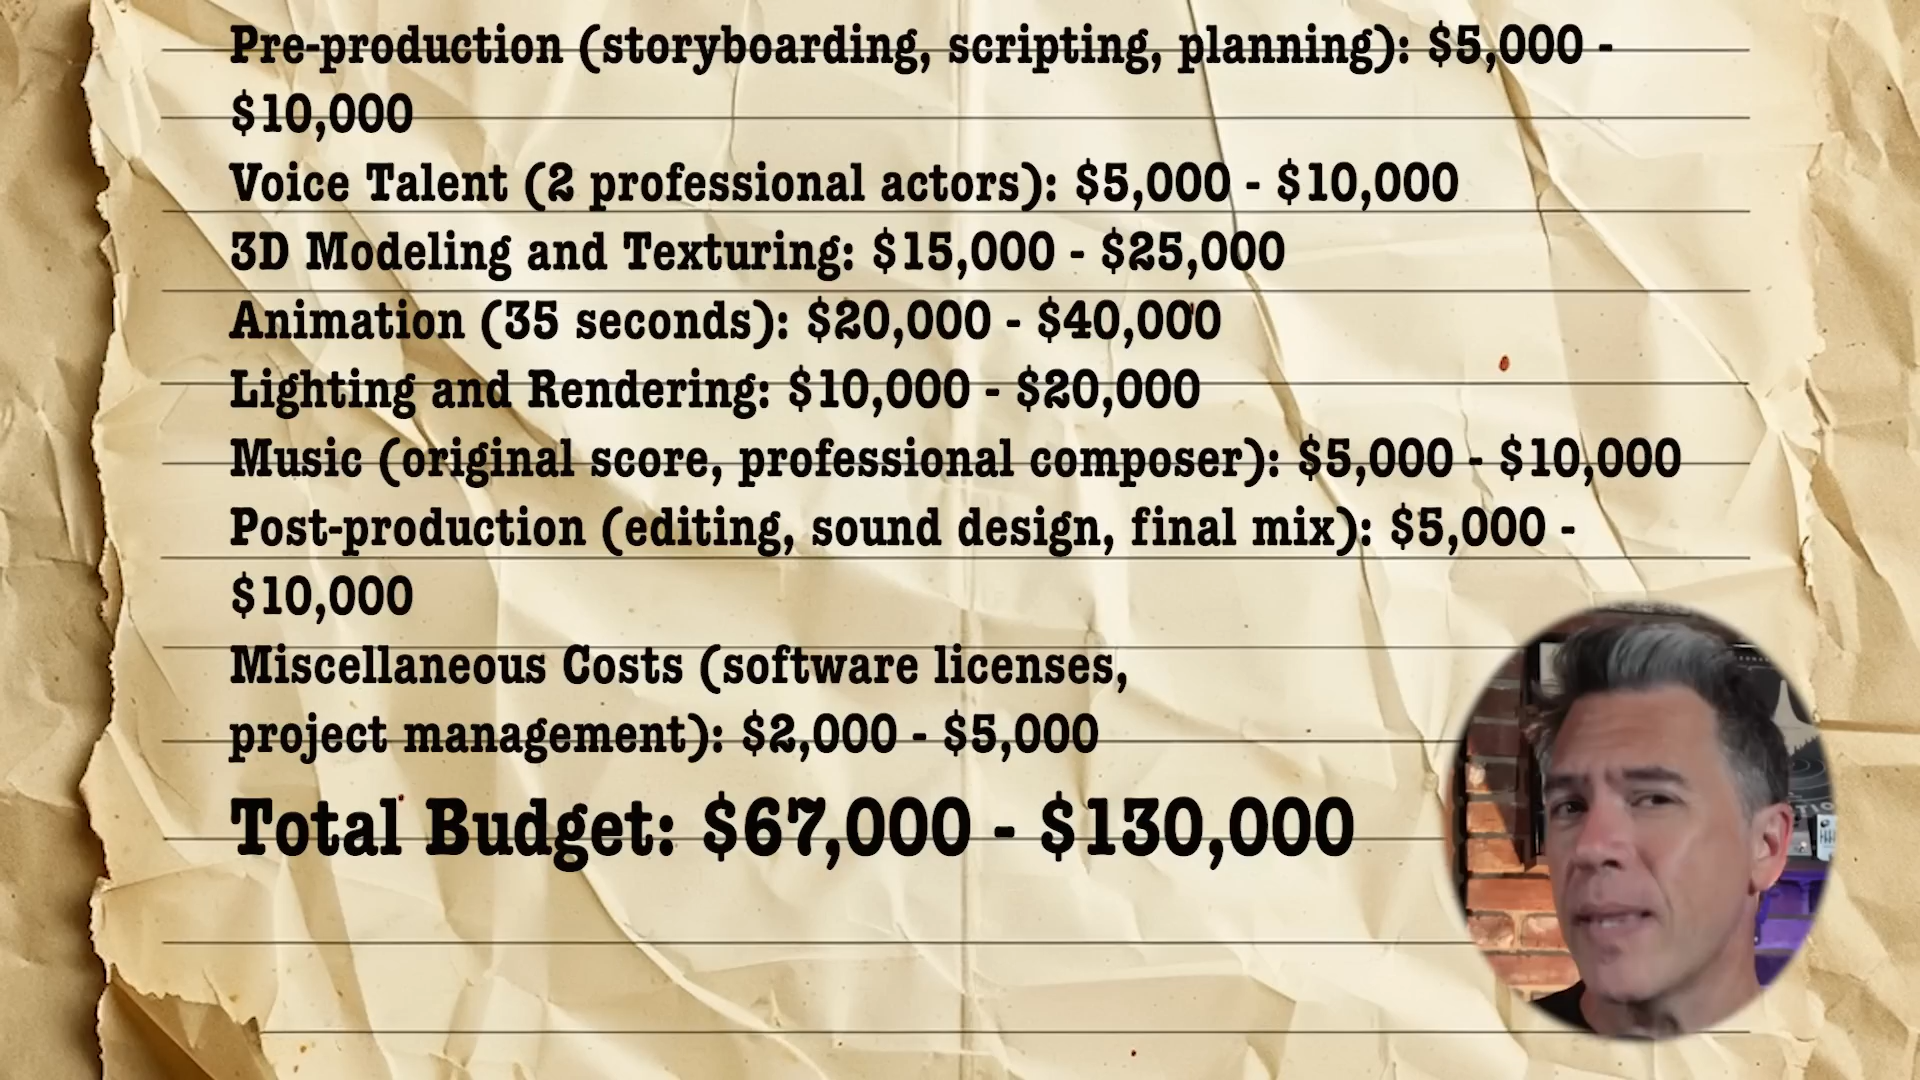 Pre-production (storyboarding, scripting, planning): $5,000 -
$10,000
Voice Talent (2 professional actors): $5,000 - $10,000
3D Modeling and Texturing: $15,000 - $25,000
Animation (35 seconds): $20,000 - $40,000
Lighting and Rendering: $10,000 - $20,000
Music (original score, professional composer): $5,000 - $10,000
Post-production (editing, sound design, final mix): $5,000 -
$10,000
Miscellaneous Costs (software licenses,
project management): $2,000 - $5,000
Total Budget: $67,000 - $130,000